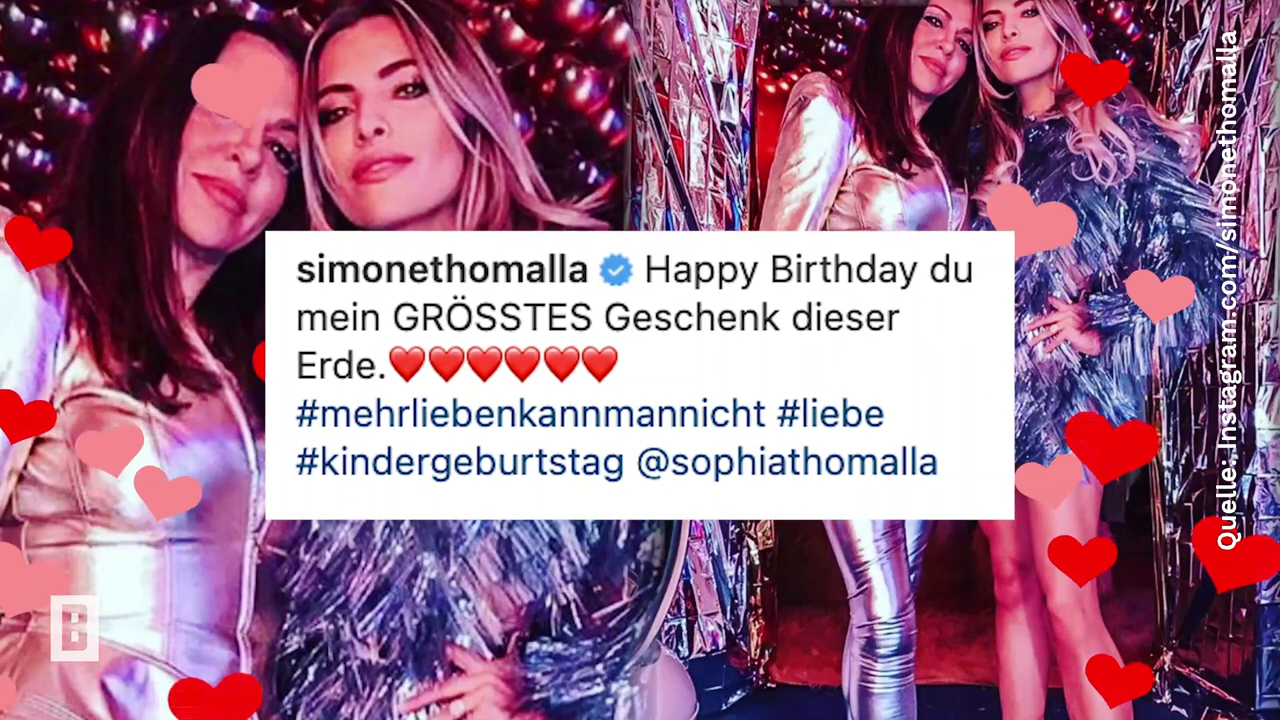 simonethomalla Happy Birthday du
mein GRÖSSTES Geschenk dieser
Erde.❤️❤️❤️❤️❤️❤️
#mehrliebenkannmannicht #liebe
#kindergeburtstag @sophiathomalla
Quelle: Instagram.com/simonethomalla
B